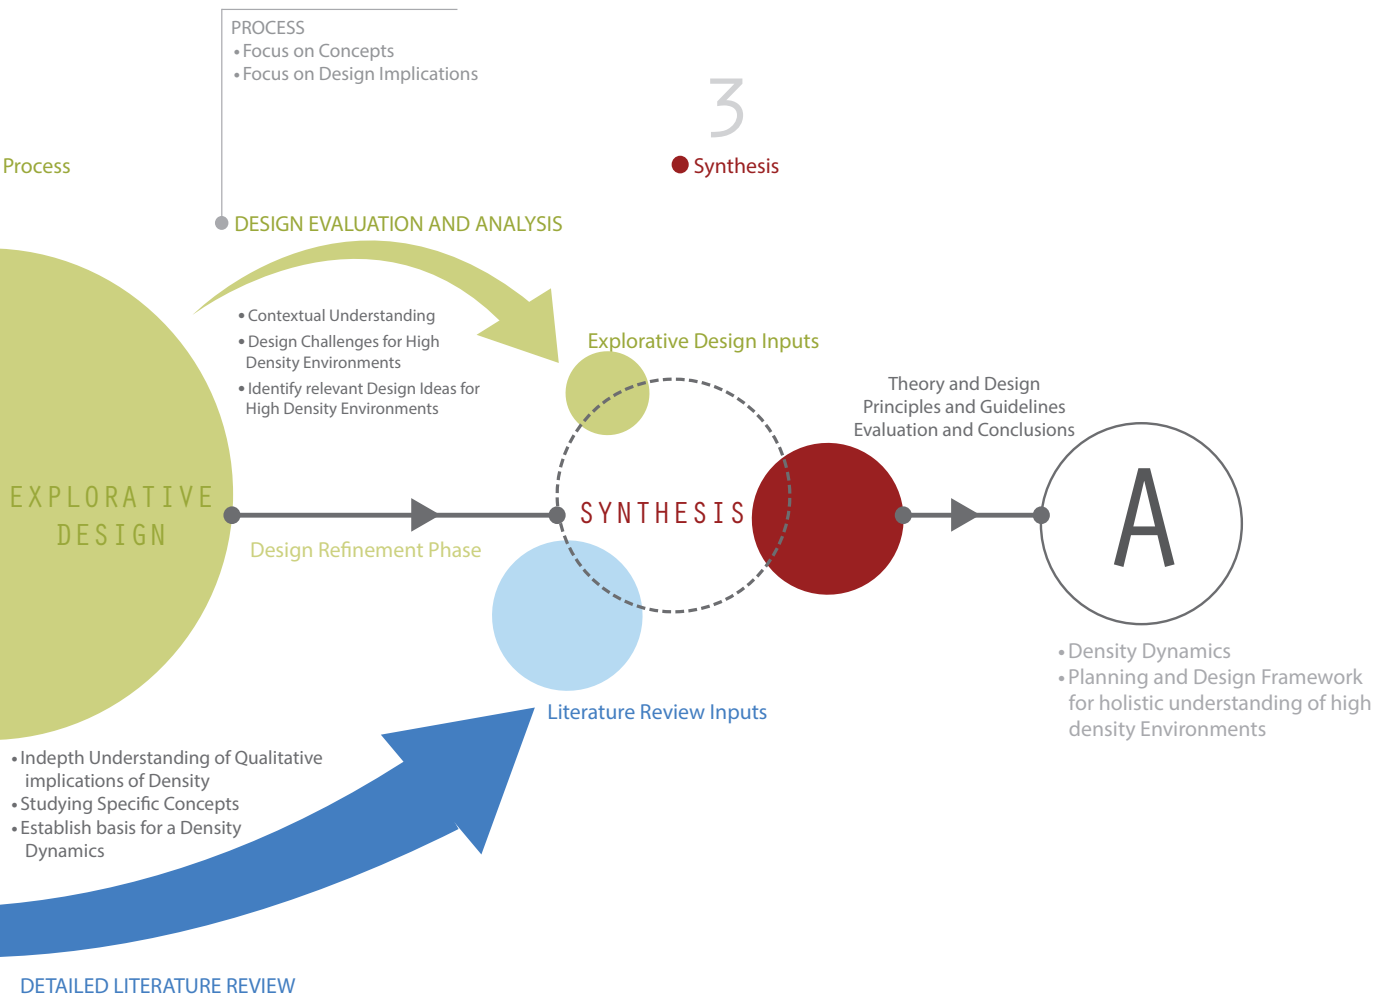 PROCESS
• Focus on Concepts
• Focus on Design Implications
3
Process
Synthesis
DESIGN EVALUATION AND ANALYSIS
• Contextual Understanding
• Design Challenges for High
Density Environments
• Identify relevant Design Ideas for
High Density Environments
Explorative Design Inputs
Theory and Design
Principles and Guidelines
Evaluation and Conclusions
EXPLORATIVE
DESIGN
Design Refinement Phase
SYNTHESIS
A
• Density Dynamics
• Planning and Design Framework
for holistic understanding of high
density Environments
Literature Review Inputs
• Indepth Understanding of Qualitative
implications of Density
• Studying Specific Concepts
• Establish basis for a Density
Dynamics
DETAILED LITERATURE REVIEW